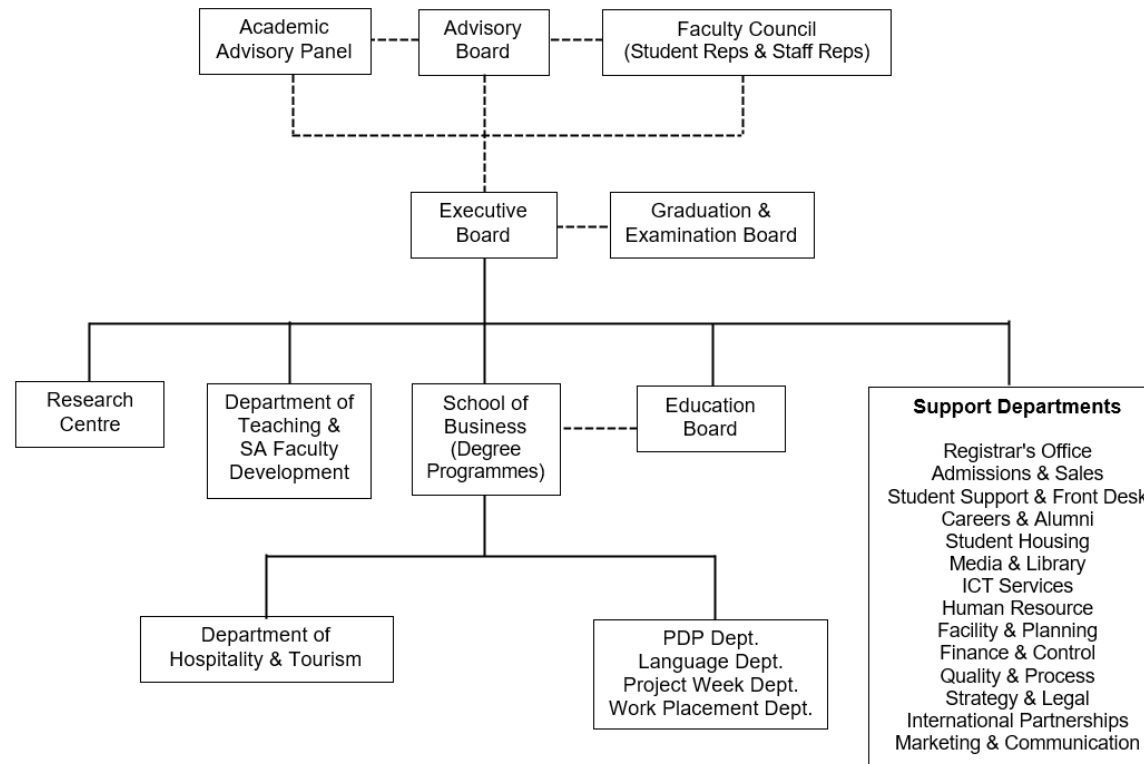 Academic
Advisory Panel
Advisory
Board
Faculty Council
(Student Reps & Staff Reps)
Executive
Board
Graduation &
Examination Board
Research
Centre
Department of
Teaching &
SA Faculty
Development
School of
Business
(Degree
Programmes)
Education
Board
Support Departments
Registrar's Office
Admissions & Sales
Student Support & Front Desk
Careers & Alumni
Student Housing
Media & Library
ICT Services
Human Resource
Facility & Planning
Finance & Control
Quality & Process
Strategy & Legal
International Partnerships
Marketing & Communication
Department of
Hospitality & Tourism
PDP Dept.
Language Dept.
Project Week Dept.
Work Placement Dept.